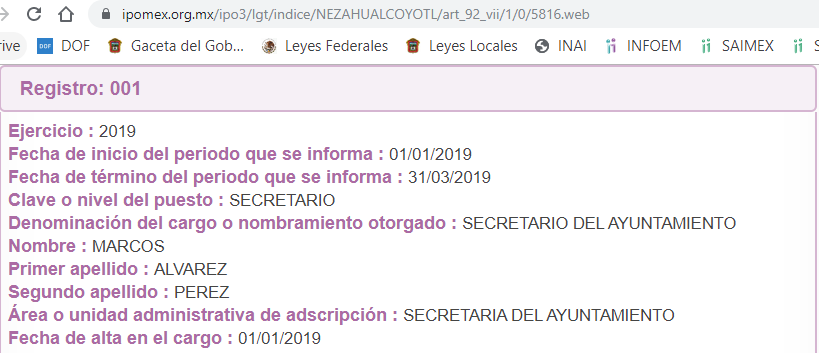 ipomex.org.mx/ipo3/lgt/indice/NEZAHUALCOYOTL/art_92_vii/1/0/5816.web
rive DOF DOF Gaceta del Gob... Leyes Federales Leyes Locales INAI INFOEM SAIMEX S
Registro: 001
Ejercicio : 2019
Fecha de inicio del periodo que se informa : 01/01/2019
Fecha de término del periodo que se informa : 31/03/2019
Clave o nivel del puesto : SECRETARIO
Denominación del cargo o nombramiento otorgado : SECRETARIO DEL AYUNTAMIENTO
Nombre : MARCOS
Primer apellido : ALVAREZ
Segundo apellido : PEREZ
Área o unidad administrativa de adscripción : SECRETARIA DEL AYUNTAMIENTO
Fecha de alta en el cargo : 01/01/2019